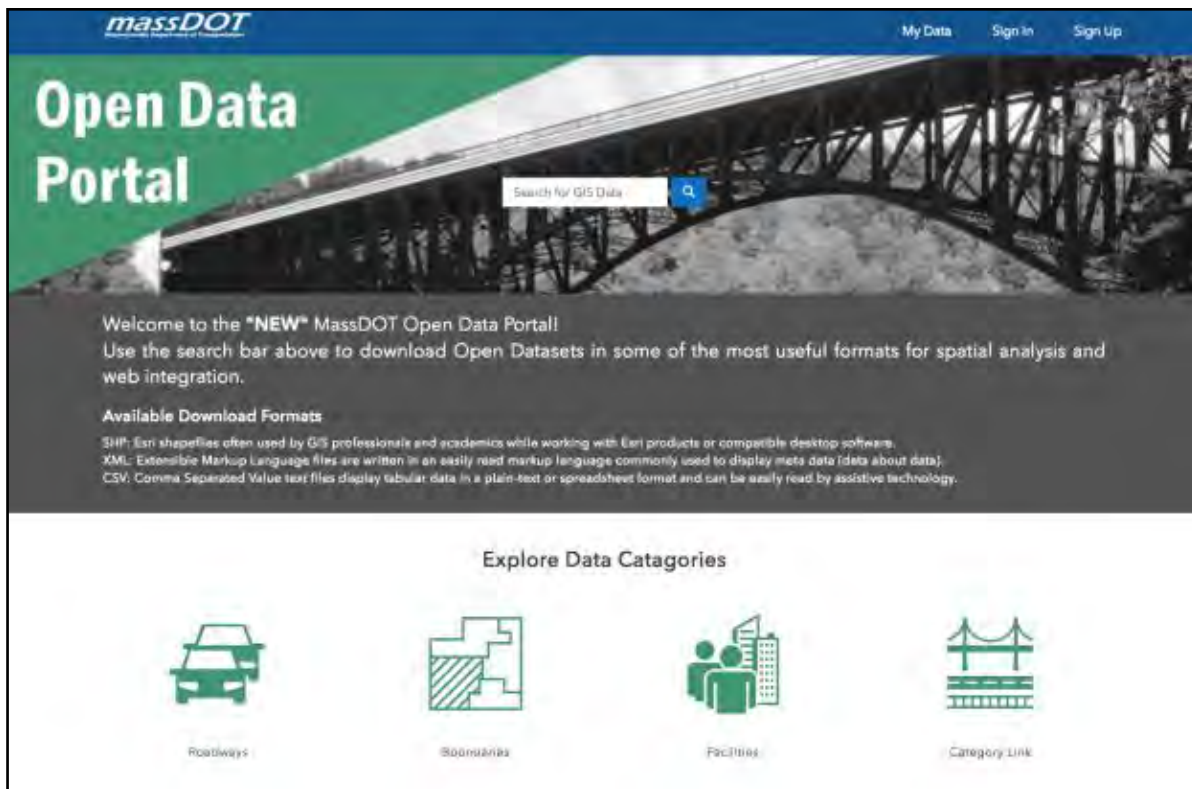 massDOT
Massachusetts Department of Transportation
My Data Sign In Sign Up
Open Data
Portal
Search for GIS Data
Welcome to the "NEW" MassDOT Open Data Portal!
Use the search bar above to download Open Datasets in some of the most useful formats for spatial analysis and
web integration.
Available Download Formats
SHP: Esri shapefiles often used by GIS professionals and academics while working with Esri products or compatible desktop software.
XML: Extensible Markup Language files are written in an easily read markup language commonly used to display meta data (data about data).
CSV: Comma Separated Value text files display tabular data in a plain-text or spreadsheet format and can be easily read by assistive technology.
Explore Data Catagories
Roadways Boundaries Facilities Category Link